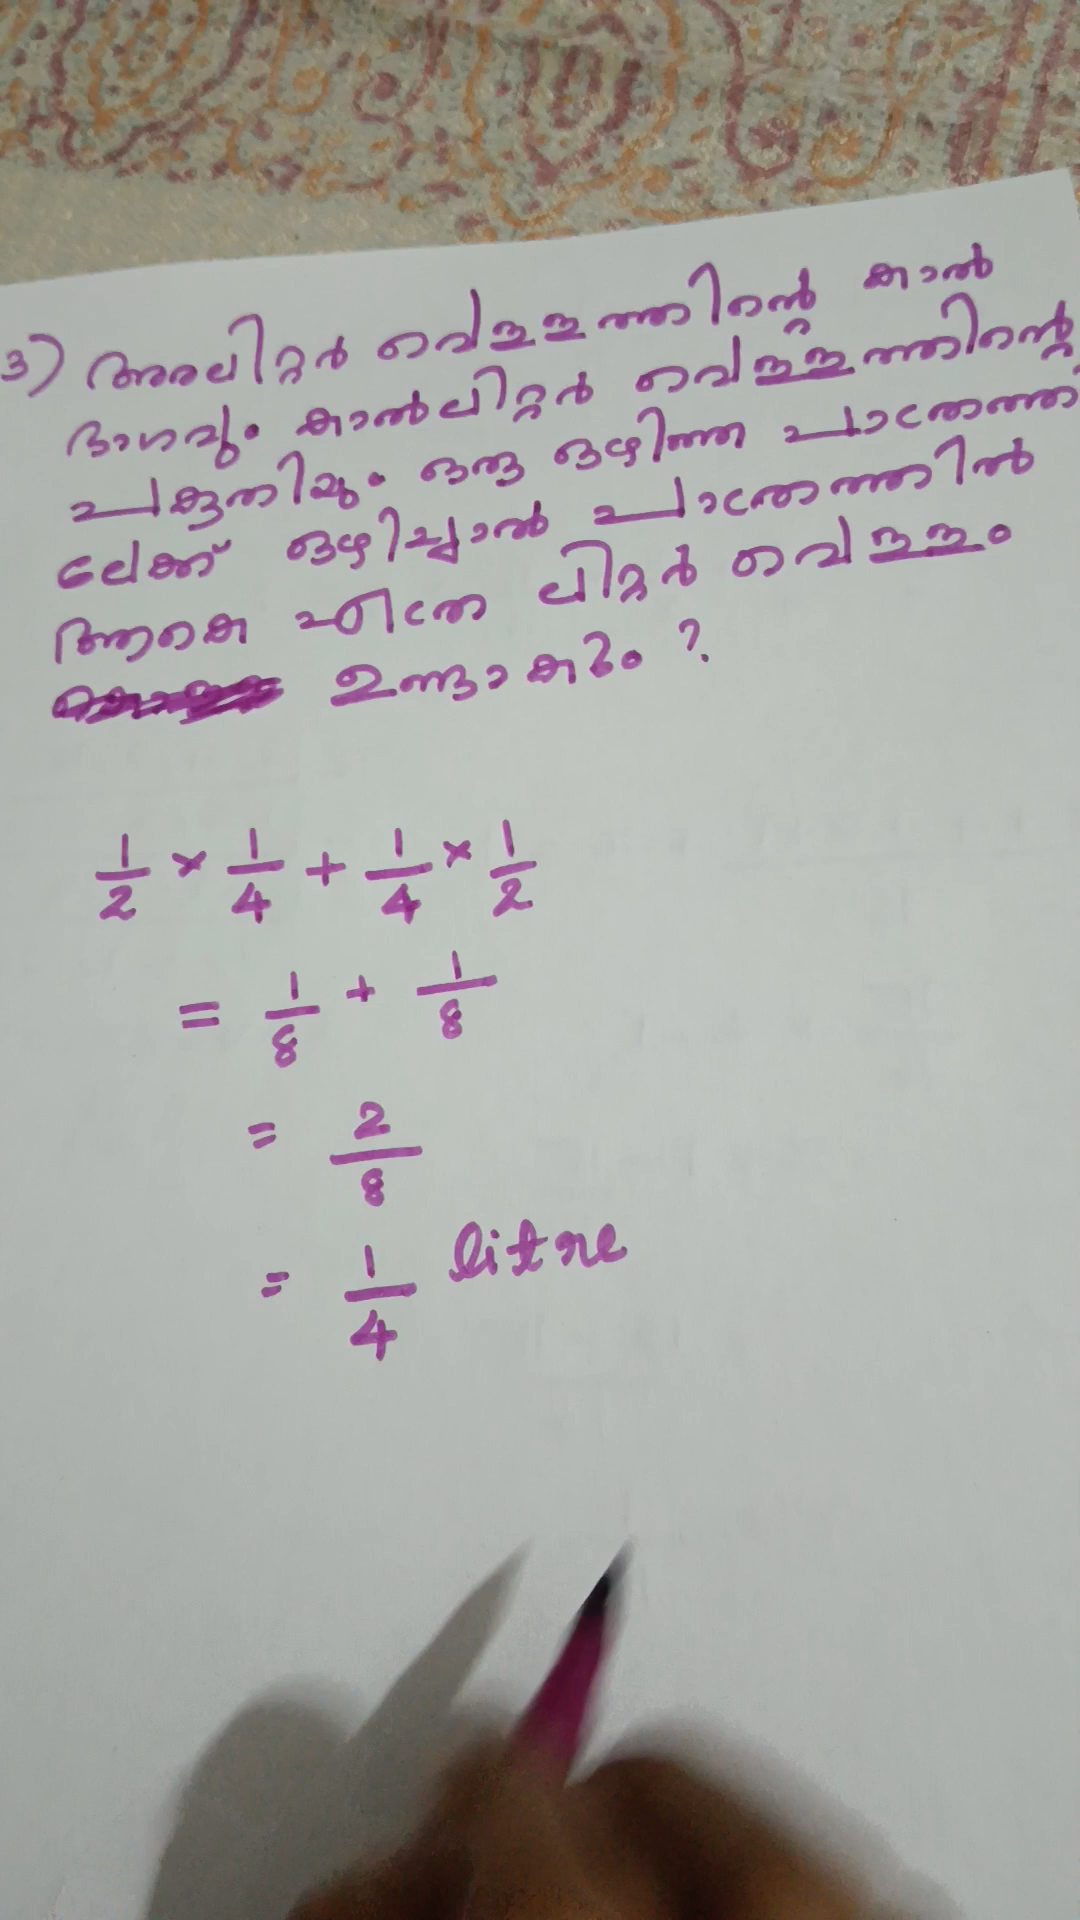 3) അരലിറ്റർ വെള്ളത്തിന്റെ കാൽ
ഭാഗവും കാൽലിറ്റർ വെള്ളത്തിന്റെ
പകുതിയും ഒരു ഒഴിഞ്ഞ പാത്രത്തി
ലേക്ക് ഒഴിച്ചാൽ പാത്രത്തിൽ
ആകെ എത്ര ലിറ്റർ വെള്ളം
ഉണ്ടാകും ?
1/2 × 1/4 + 1/4 × 1/2
= 1/8 + 1/8
= 2/8
= 1/4 litre